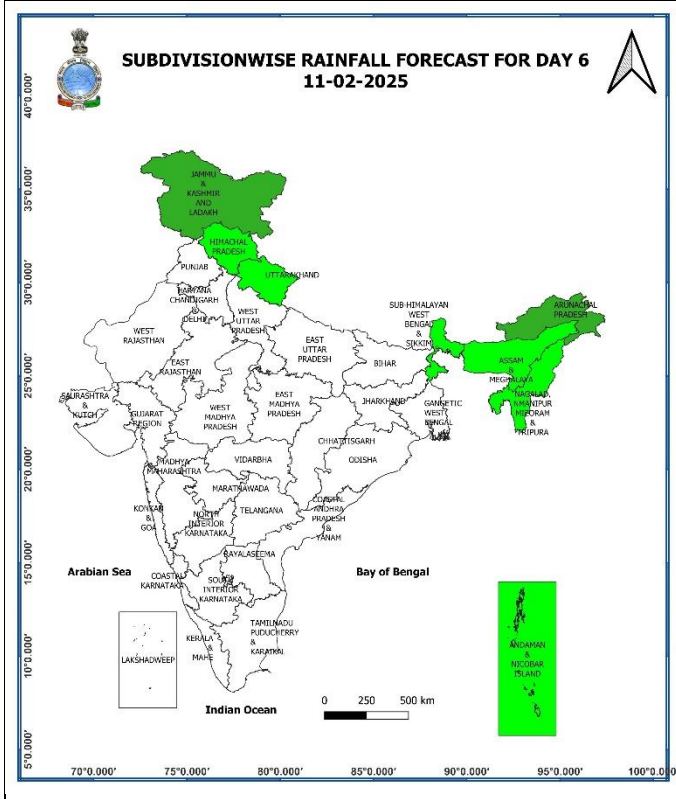 SUBDIVISIONWISE RAINFALL FORECAST FOR DAY 6
11-02-2025
40°0.000'
35°0.000'
30°0.000'
25°0.000'
20°0.000'
15°0.000'
10°0.000'
5°0.000'
JAMMU
&
KASHMIR
AND
LADAKH
HIMACHAL
PRADESH
PUNJAB
UTTARAKHAND
HARYANA
CHANDIGARH
&
DELHI
WEST
UTTAR
PRADESH
WEST
RAJASTHAN
EAST
RAJASTHAN
EAST
UTTAR
PRADESH
SUB-HIMALAYAN
WEST
BENGAL
&
SIKKIM
ARUNACHAL
PRADESH
ASSAM
&
MEGHALAYA
NAGALAD,
NMANIPUR
MIZORAM
&
TRIPURA
BIHAR
JHARKHAND
GANGETIC
WEST
BENGAL
SAURASHTRA
&
KUTCH
GUJARAT
REGION
WEST
MADHYA
PRADESH
EAST
MADHYA
PRADESH
CHHATTISGARH
ODISHA
MADHYA
MAHARASHTRA
VIDARBHA
MARATHAWADA
KONKAN
&
GOA
NORTH
INTERIOR
KARNATAKA
TELANGANA
COASTAL
ANDHRA
PRADESH
&
YANAM
RAYALASEEMA
Arabian Sea
Bay of Bengal
COASTAL
KARNATAKA
SOUTH
INTERIOR
KARNATAKA
TAMILNADU
PUDUCHERRY
&
KARAIKAL
KERALA
&
MAHE
LAKSHADWEEP
ANDAMAN
&
NICOBAR
ISLAND
Indian Ocean
0 250 500 km
70°0.000' 75°0.000' 80°0.000' 85°0.000' 90°0.000' 95°0.000' 100°0.000'